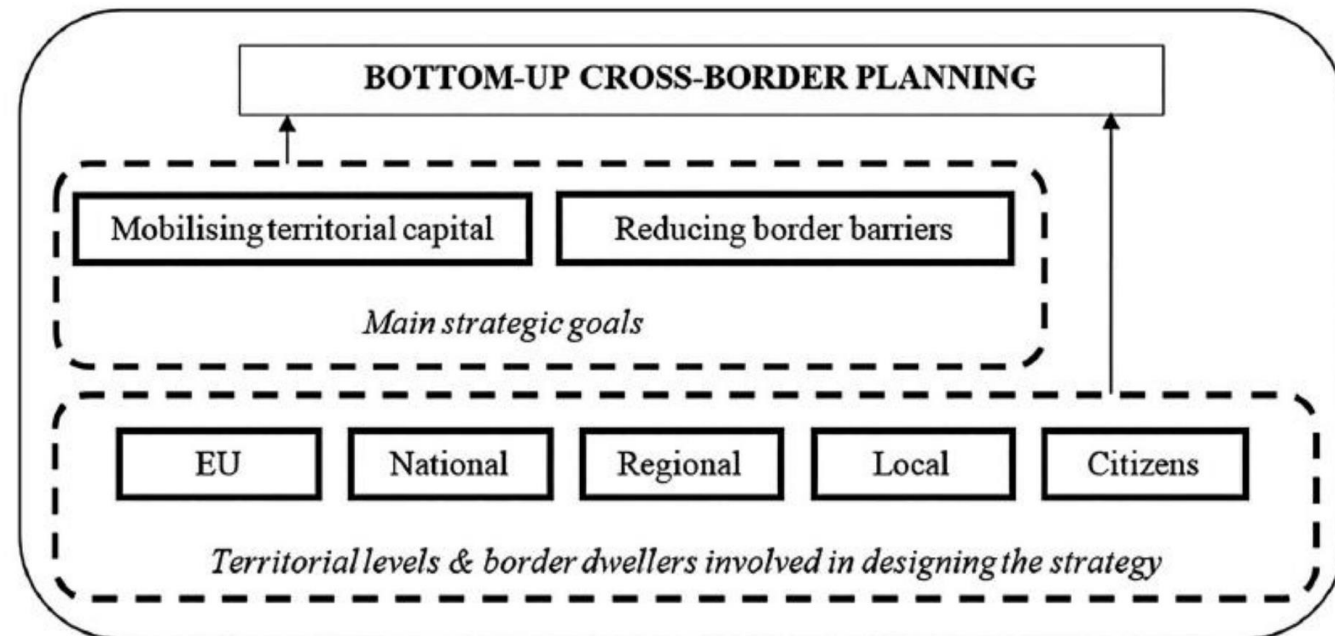 BOTTOM-UP CROSS-BORDER PLANNING
Mobilising territorial capital
Reducing border barriers
Main strategic goals
EU
National
Regional
Local
Citizens
Territorial levels & border dwellers involved in designing the strategy